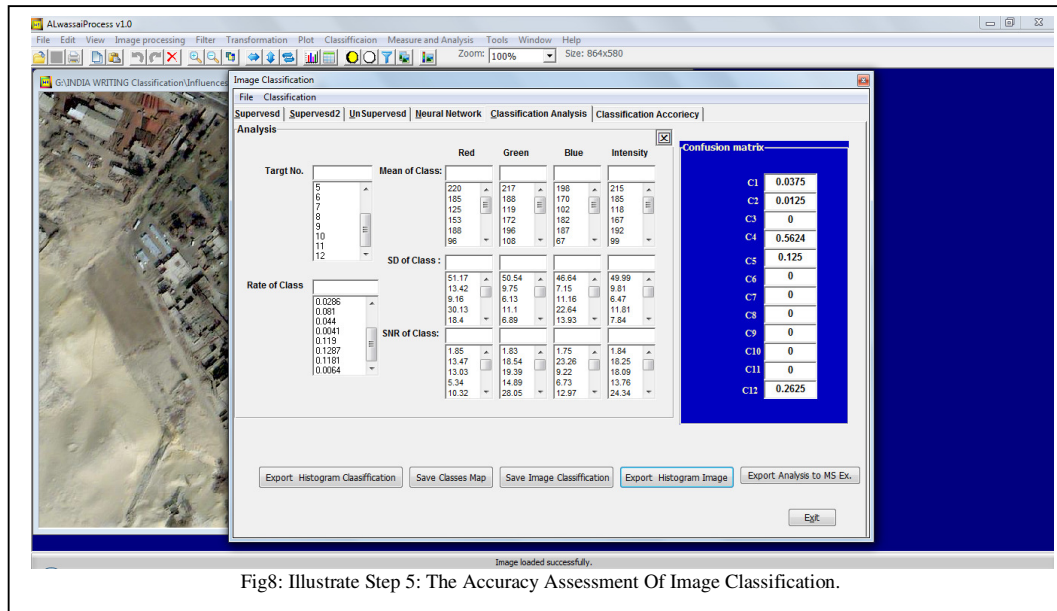 ALwassaiProcess v1.0
File Edit View Image processing Filter Transformation Plot Classifficaion Measure and Analysis Tools Window Help
Zoom: 100% Size: 864x580
G:\INDIA WRITING Classification\Influences
Image Classification
File Classification
Supervesd Supervesd2 UnSupervesd Neural Network Classification Analysis Classification Accoriecy
Analysis
Red Green Blue Intensity
Targt No. Mean of Class:
5
6
7
8
9
10
11
12
220 217 198 215
185 188 170 185
125 119 102 118
153 172 182 167
188 196 187 192
96 108 67 99
SD of Class :
51.17 50.54 46.64 49.99
13.42 9.75 7.15 9.81
9.16 6.13 11.16 6.47
30.13 11.1 22.64 11.81
18.4 6.89 13.93 7.84
Rate of Class
0.0286
0.081
0.044
0.0041
0.119
0.1287
0.1181
0.0064
SNR of Class:
1.85 1.83 1.75 1.84
13.47 18.54 23.26 18.25
13.03 19.39 9.22 18.09
5.34 14.89 6.73 13.76
10.32 28.05 12.97 24.34
Confusion matrix
C1 0.0375
C2 0.0125
C3 0
C4 0.5624
C5 0.125
C6 0
C7 0
C8 0
C9 0
C10 0
C11 0
C12 0.2625
Export Histogram Claasiffication Save Classes Map Save Image Classification Export Histogram Image Export Analysis to MS Ex.
Exit
Image loaded successfully.
Fig8: Illustrate Step 5: The Accuracy Assessment Of Image Classification.